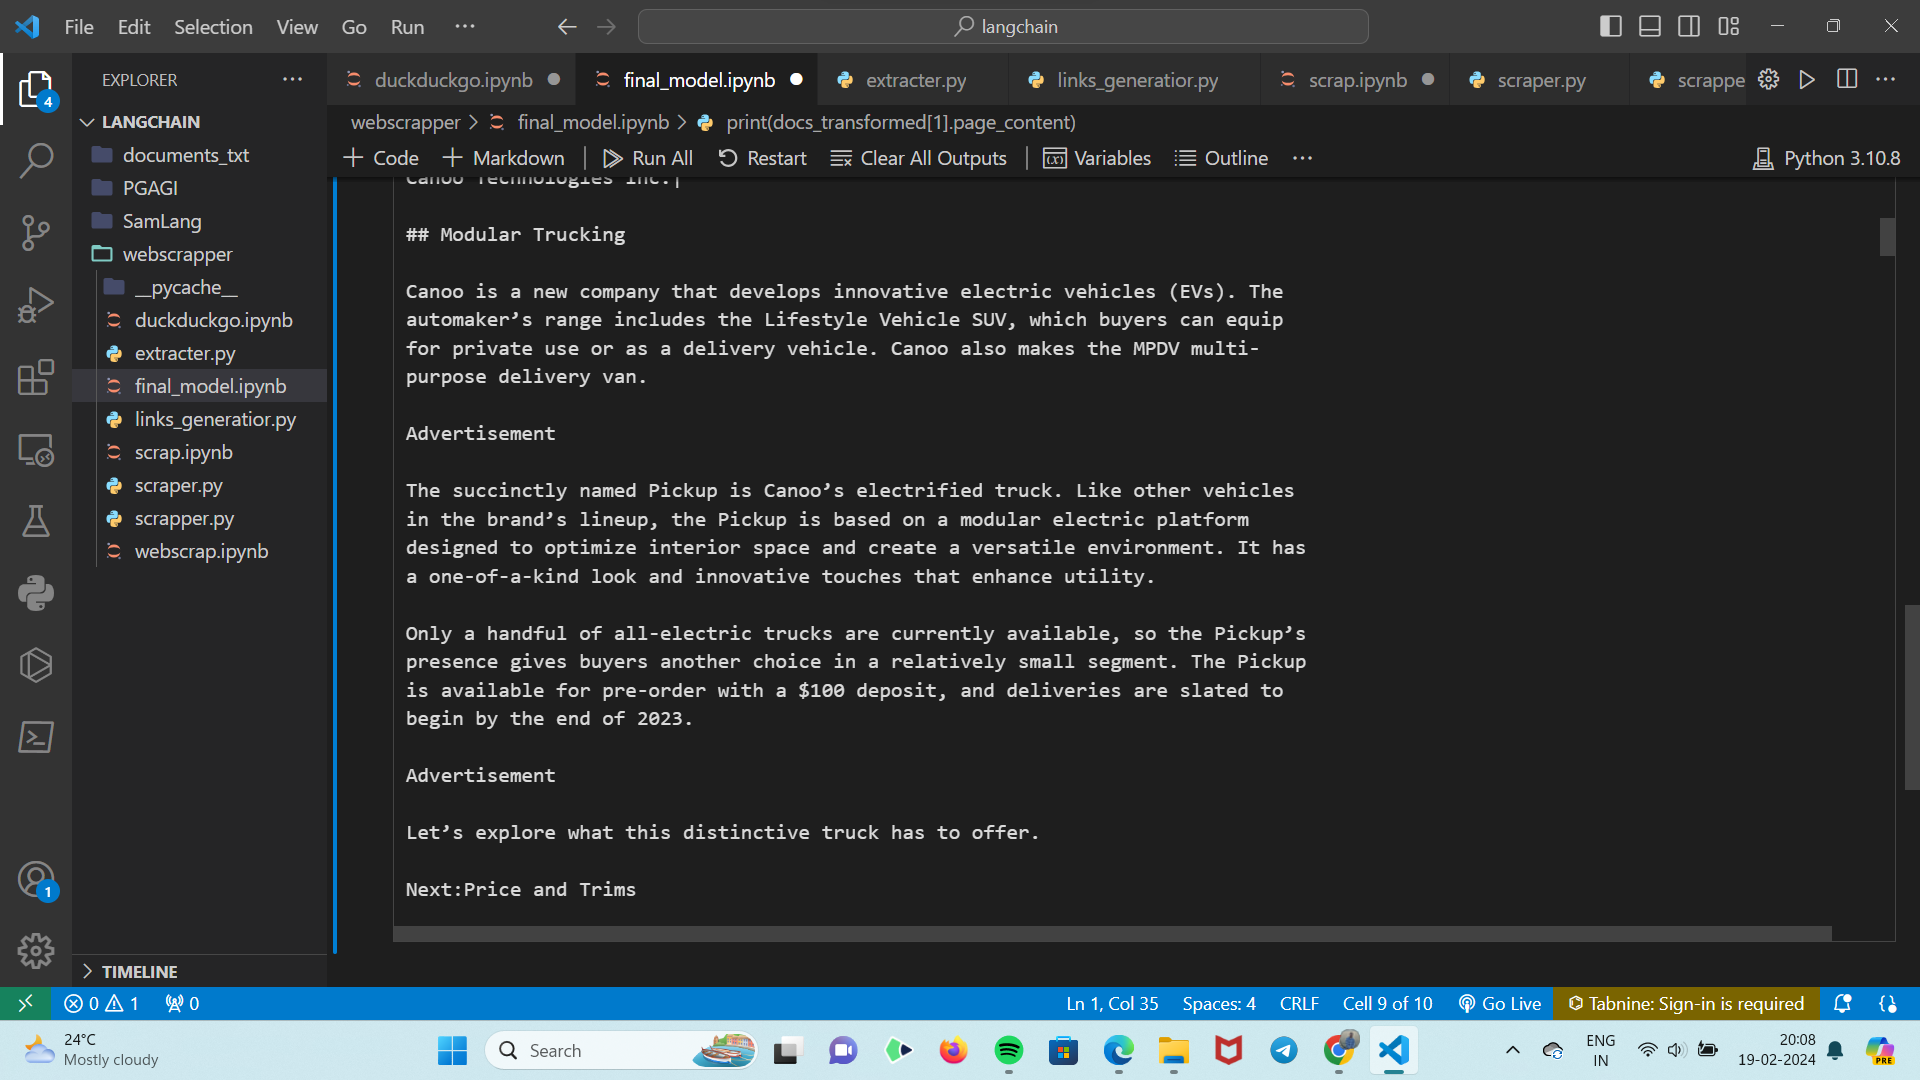 File Edit Selection View Go Run ···
langchain
EXPLORER ···
duckduckgo.ipynb
final_model.ipynb
extracter.py
links_generatior.py
scrap.ipynb
scraper.py
scrappe
LANGCHAIN
documents_txt
PGAGI
SamLang
webscrapper
__pycache__
duckduckgo.ipynb
extracter.py
final_model.ipynb
links_generatior.py
scrap.ipynb
scraper.py
scrapper.py
webscrap.ipynb
TIMELINE
4
1
webscrapper > final_model.ipynb > print(docs_transformed[1].page_content)
+ Code + Markdown | Run All Restart Clear All Outputs | Variables Outline ··· Python 3.10.8
Canoo Technologies Inc.|
## Modular Trucking
Canoo is a new company that develops innovative electric vehicles (EVs). The
automaker’s range includes the Lifestyle Vehicle SUV, which buyers can equip
for private use or as a delivery vehicle. Canoo also makes the MPDV multi-
purpose delivery van.
Advertisement
The succinctly named Pickup is Canoo’s electrified truck. Like other vehicles
in the brand’s lineup, the Pickup is based on a modular electric platform
designed to optimize interior space and create a versatile environment. It has
a one-of-a-kind look and innovative touches that enhance utility.
Only a handful of all-electric trucks are currently available, so the Pickup’s
presence gives buyers another choice in a relatively small segment. The Pickup
is available for pre-order with a $100 deposit, and deliveries are slated to
begin by the end of 2023.
Advertisement
Let’s explore what this distinctive truck has to offer.
Next:Price and Trims
0 1 0 Ln 1, Col 35 Spaces: 4 CRLF Cell 9 of 10 Go Live Tabnine: Sign-in is required
24°C
Mostly cloudy
Search
ENG
IN
20:08
19-02-2024
PRE